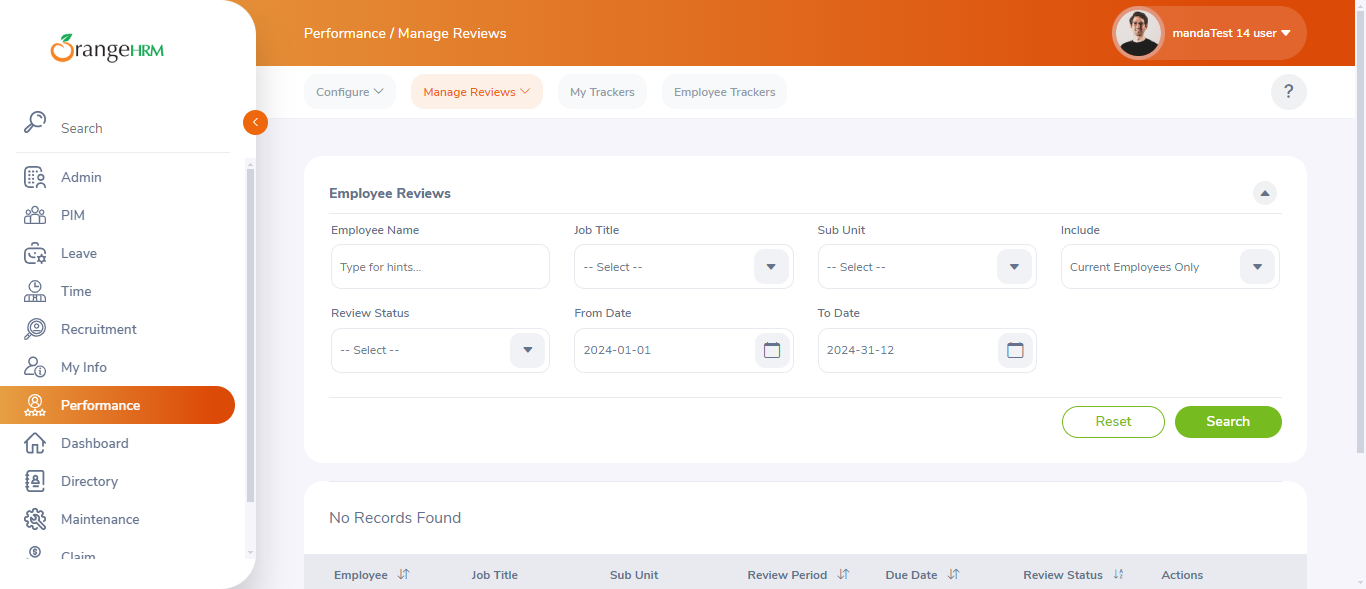 OrangeHRM
Search
Admin
PIM
Leave
Time
Recruitment
My Info
Performance
Dashboard
Directory
Maintenance
Claim
Performance / Manage Reviews
mandaTest 14 user
Configure
Manage Reviews
My Trackers
Employee Trackers
?
Employee Reviews
Employee Name
Job Title
Sub Unit
Include
Type for hints...
-- Select --
-- Select --
Current Employees Only
Review Status
From Date
To Date
-- Select --
2024-01-01
2024-31-12
Reset
Search
No Records Found
Employee
Job Title
Sub Unit
Review Period
Due Date
Review Status
Actions